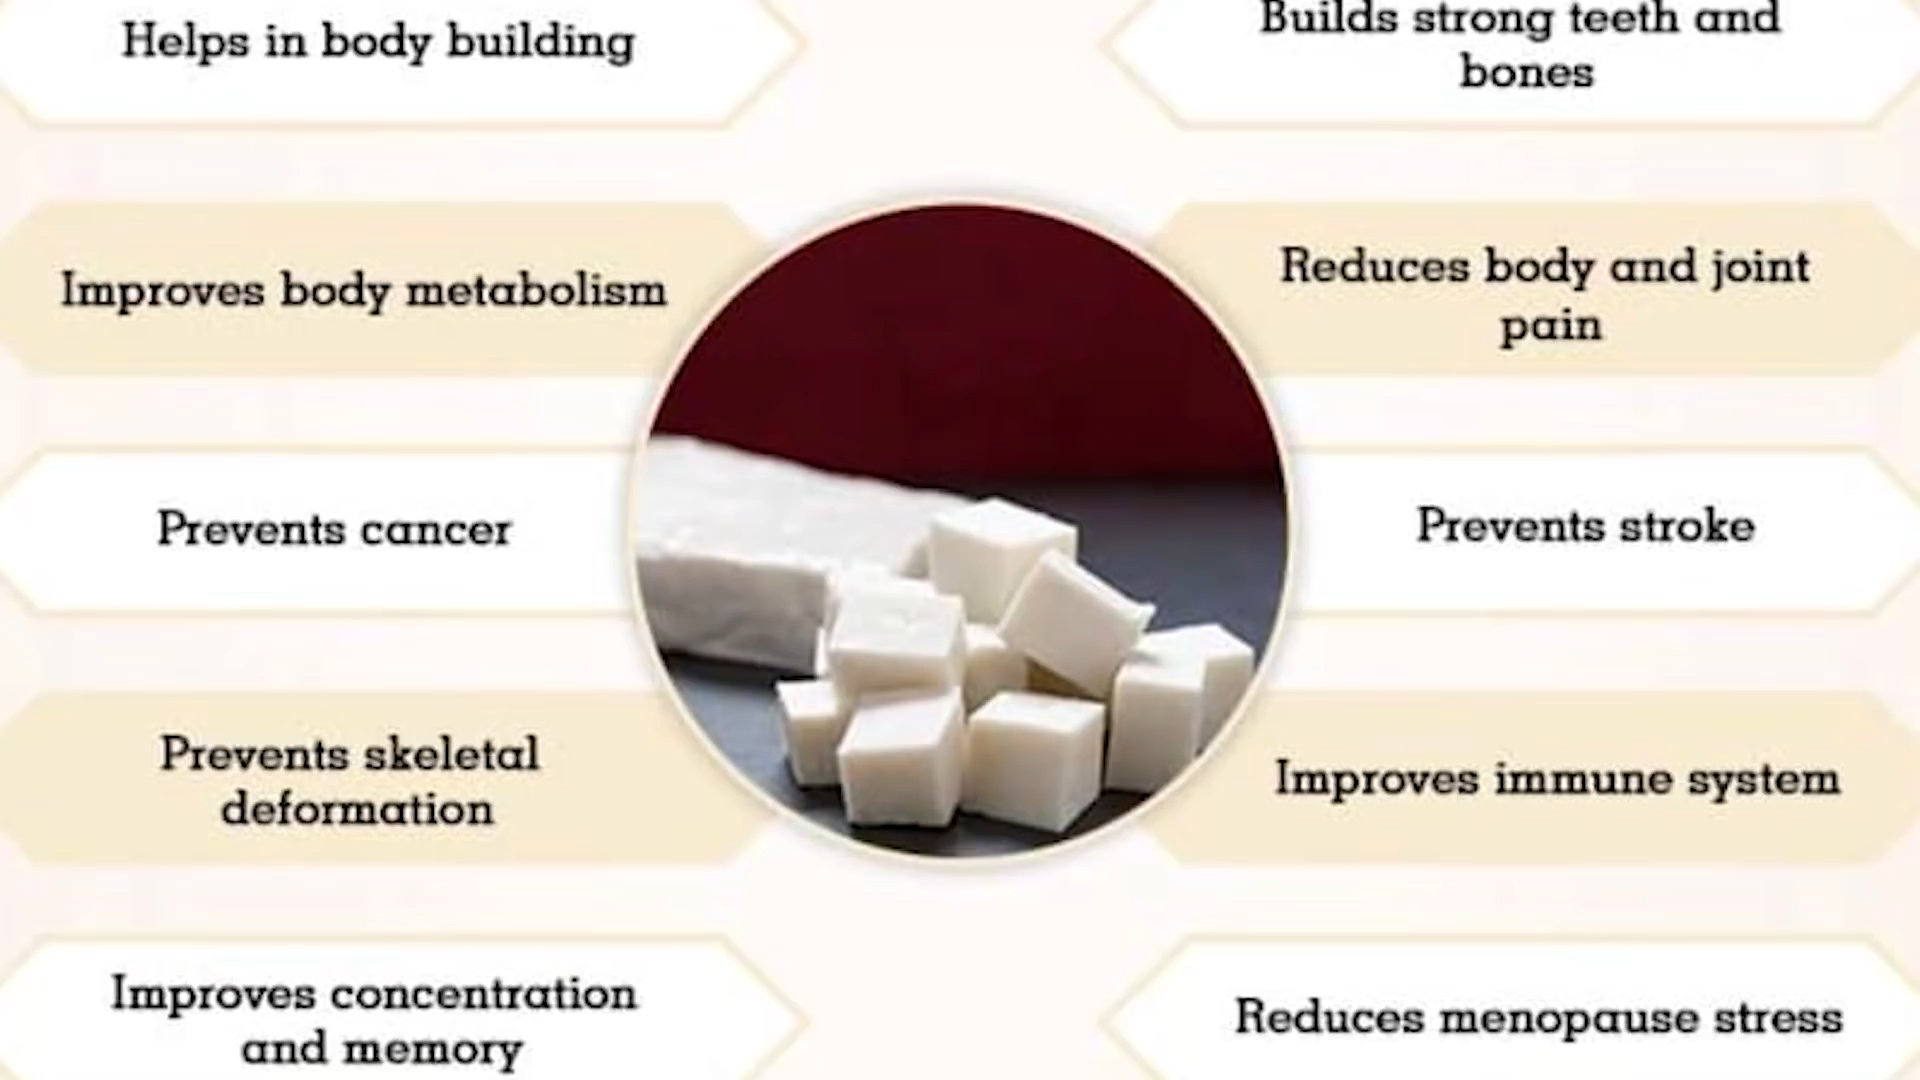 Helps in body building
Builds strong teeth and
bones
Improves body metabolism
Reduces body and joint
pain
Prevents cancer
Prevents stroke
Prevents skeletal
deformation
Improves immune system
Improves concentration
and memory
Reduces menopause stress